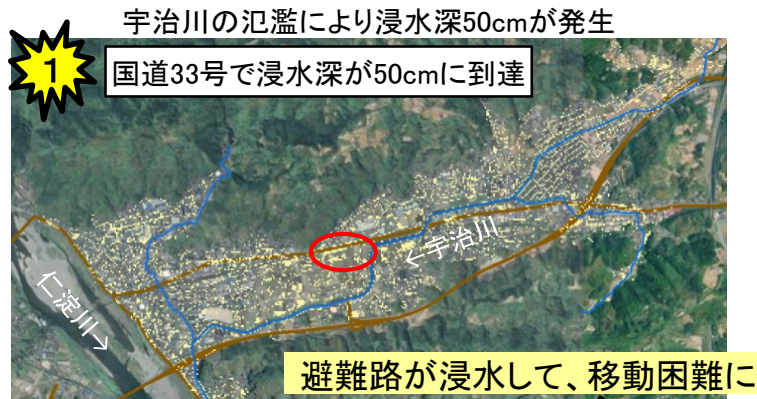 宇治川の氾濫により浸水深50cmが発生
1
国道33号で浸水深が50cmに到達
←宇治川
仁淀川→
避難路が浸水して、移動困難に